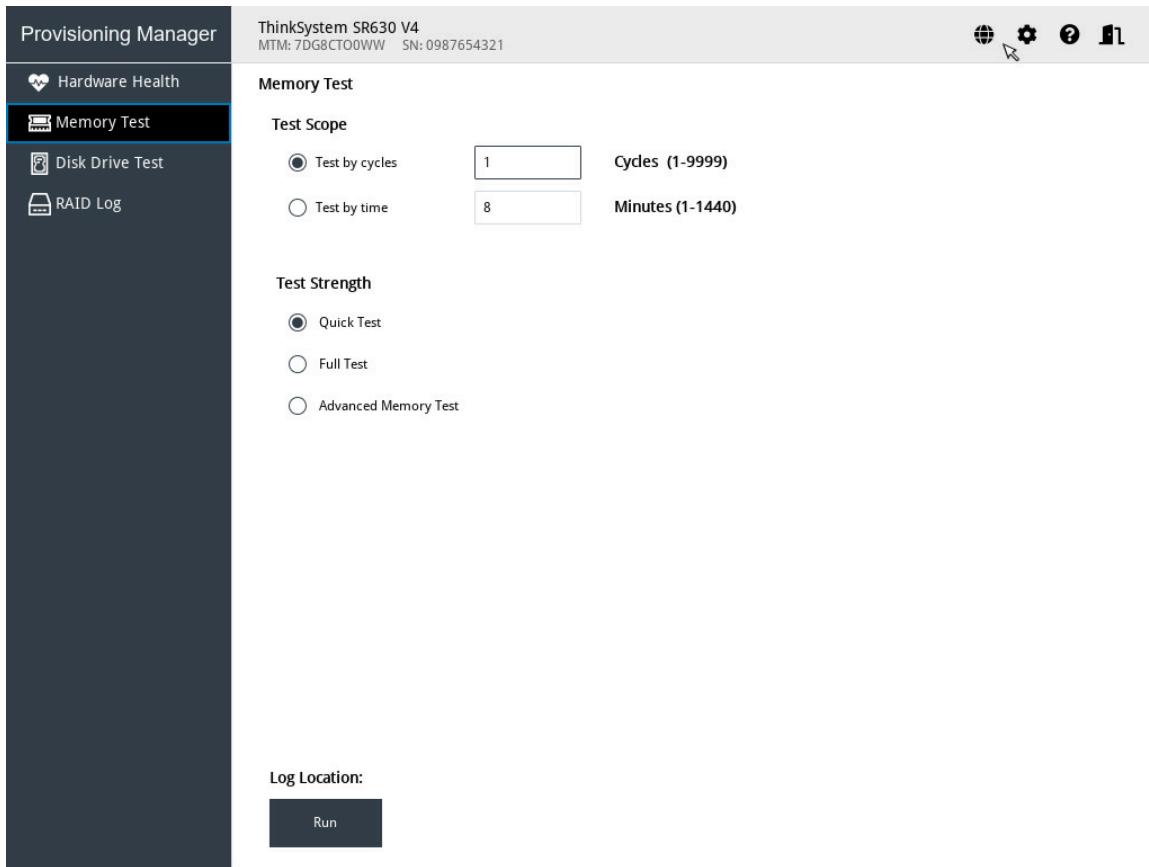 Provisioning Manager
ThinkSystem SR630 V4
MTM: 7DG8CTO0WW SN: 0987654321
Hardware Health
Memory Test
Disk Drive Test
RAID Log
Memory Test
Test Scope
Test by cycles 1 Cycles (1-9999)
Test by time 8 Minutes (1-1440)
Test Strength
Quick Test
Full Test
Advanced Memory Test
Log Location:
Run